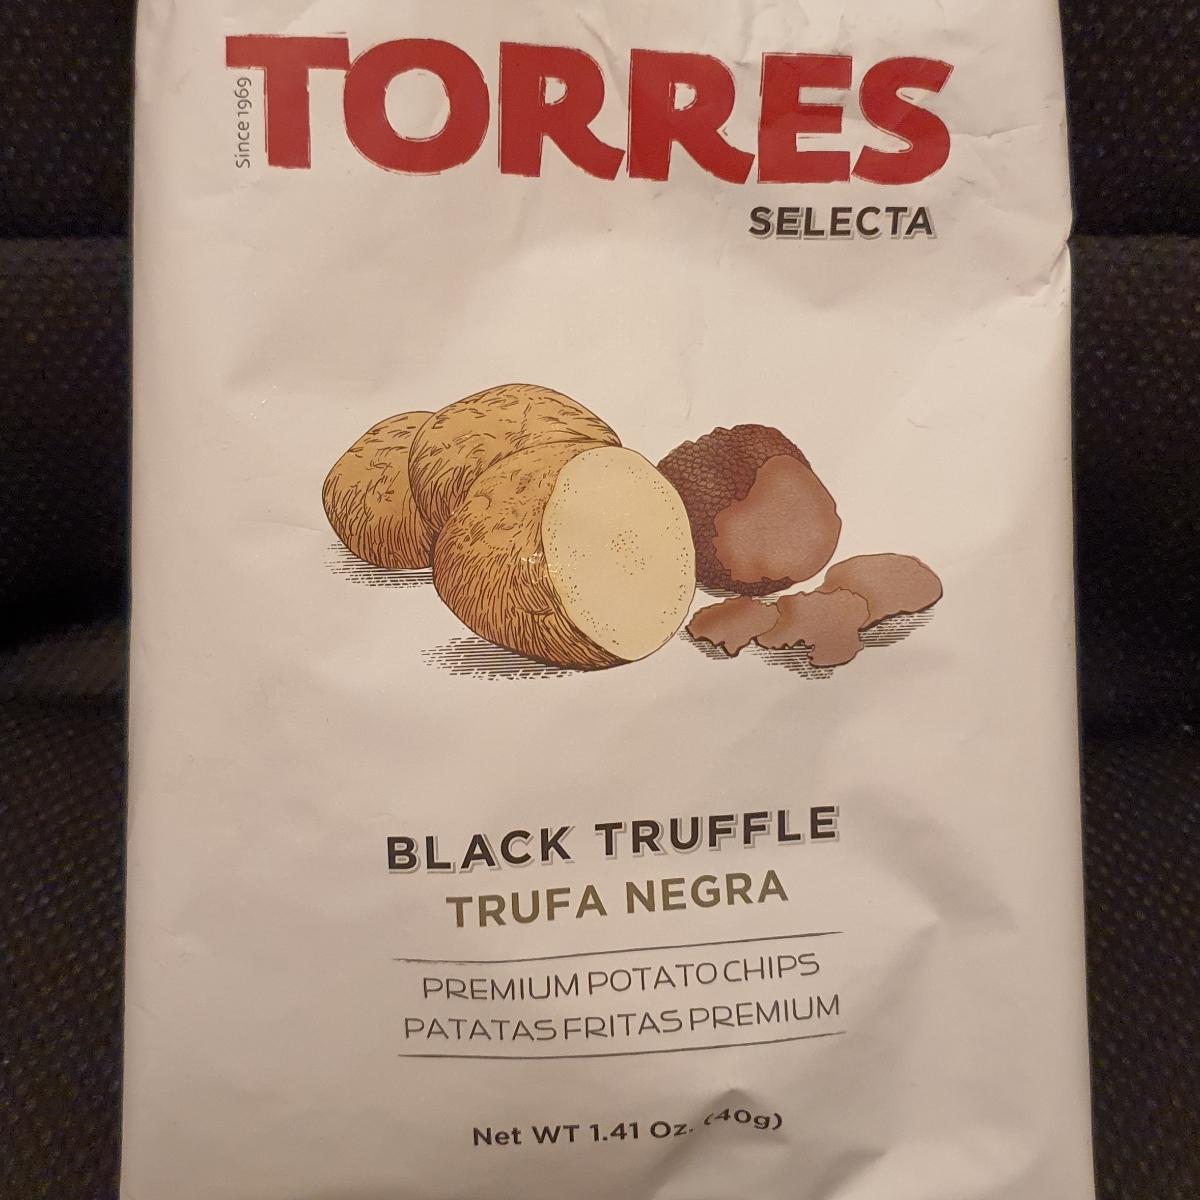 Since 1969
TORRES
SELECTA
BLACK TRUFFLE
TRUFA NEGRA
PREMIUM POTATO CHIPS
PATATAS FRITAS PREMIUM
Net WT 1.41 Oz. (40g)